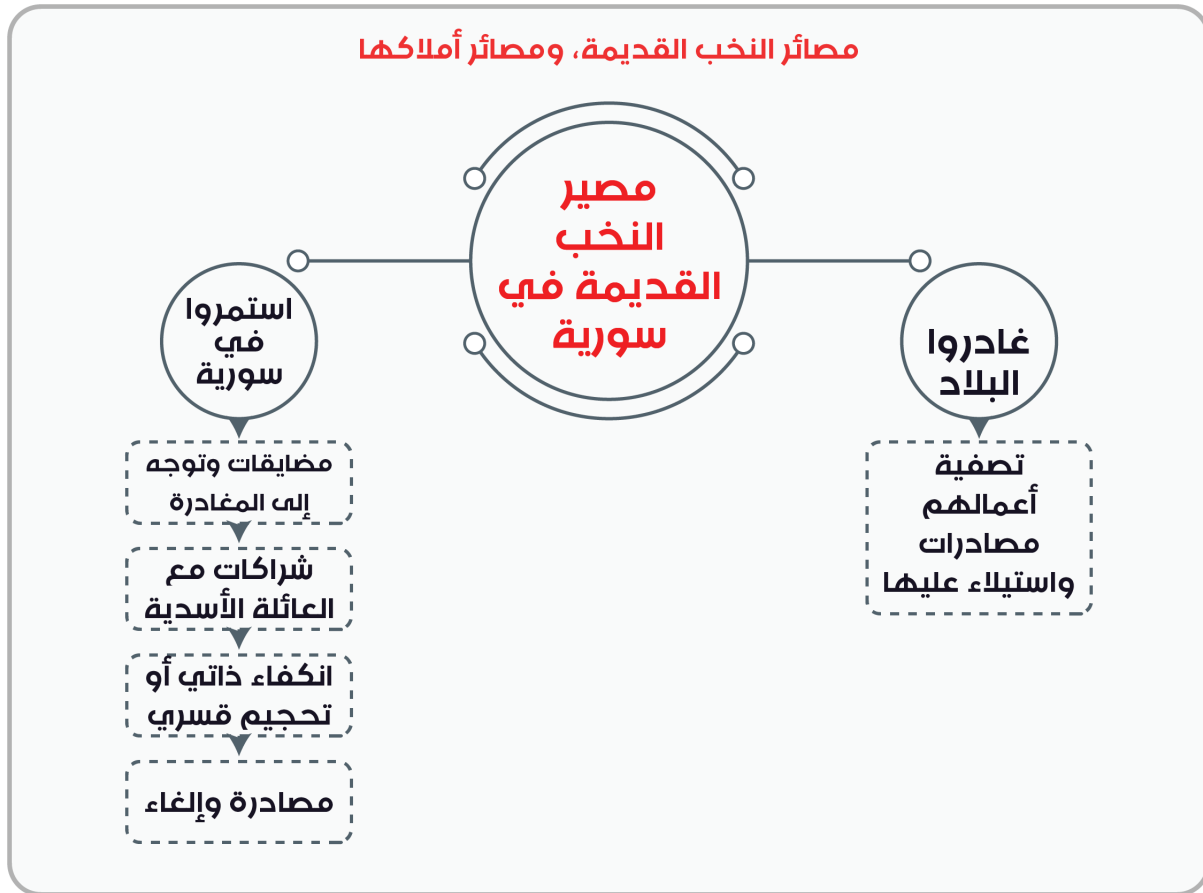 مصائر النخب القديمة، ومصائر أملاكها
مصير
النخب
القديمة في
سورية
غادروا
البلاد
تصفية
أعمالهم
مصادرات
واستيلاء عليها
استمروا
في
سورية
مضايقات وتوجه
إلى المغادرة
شراكات مع
العائلة الأسدية
انكفاء ذاتي أو
تحجيم قسري
مصادرة وإلغاء